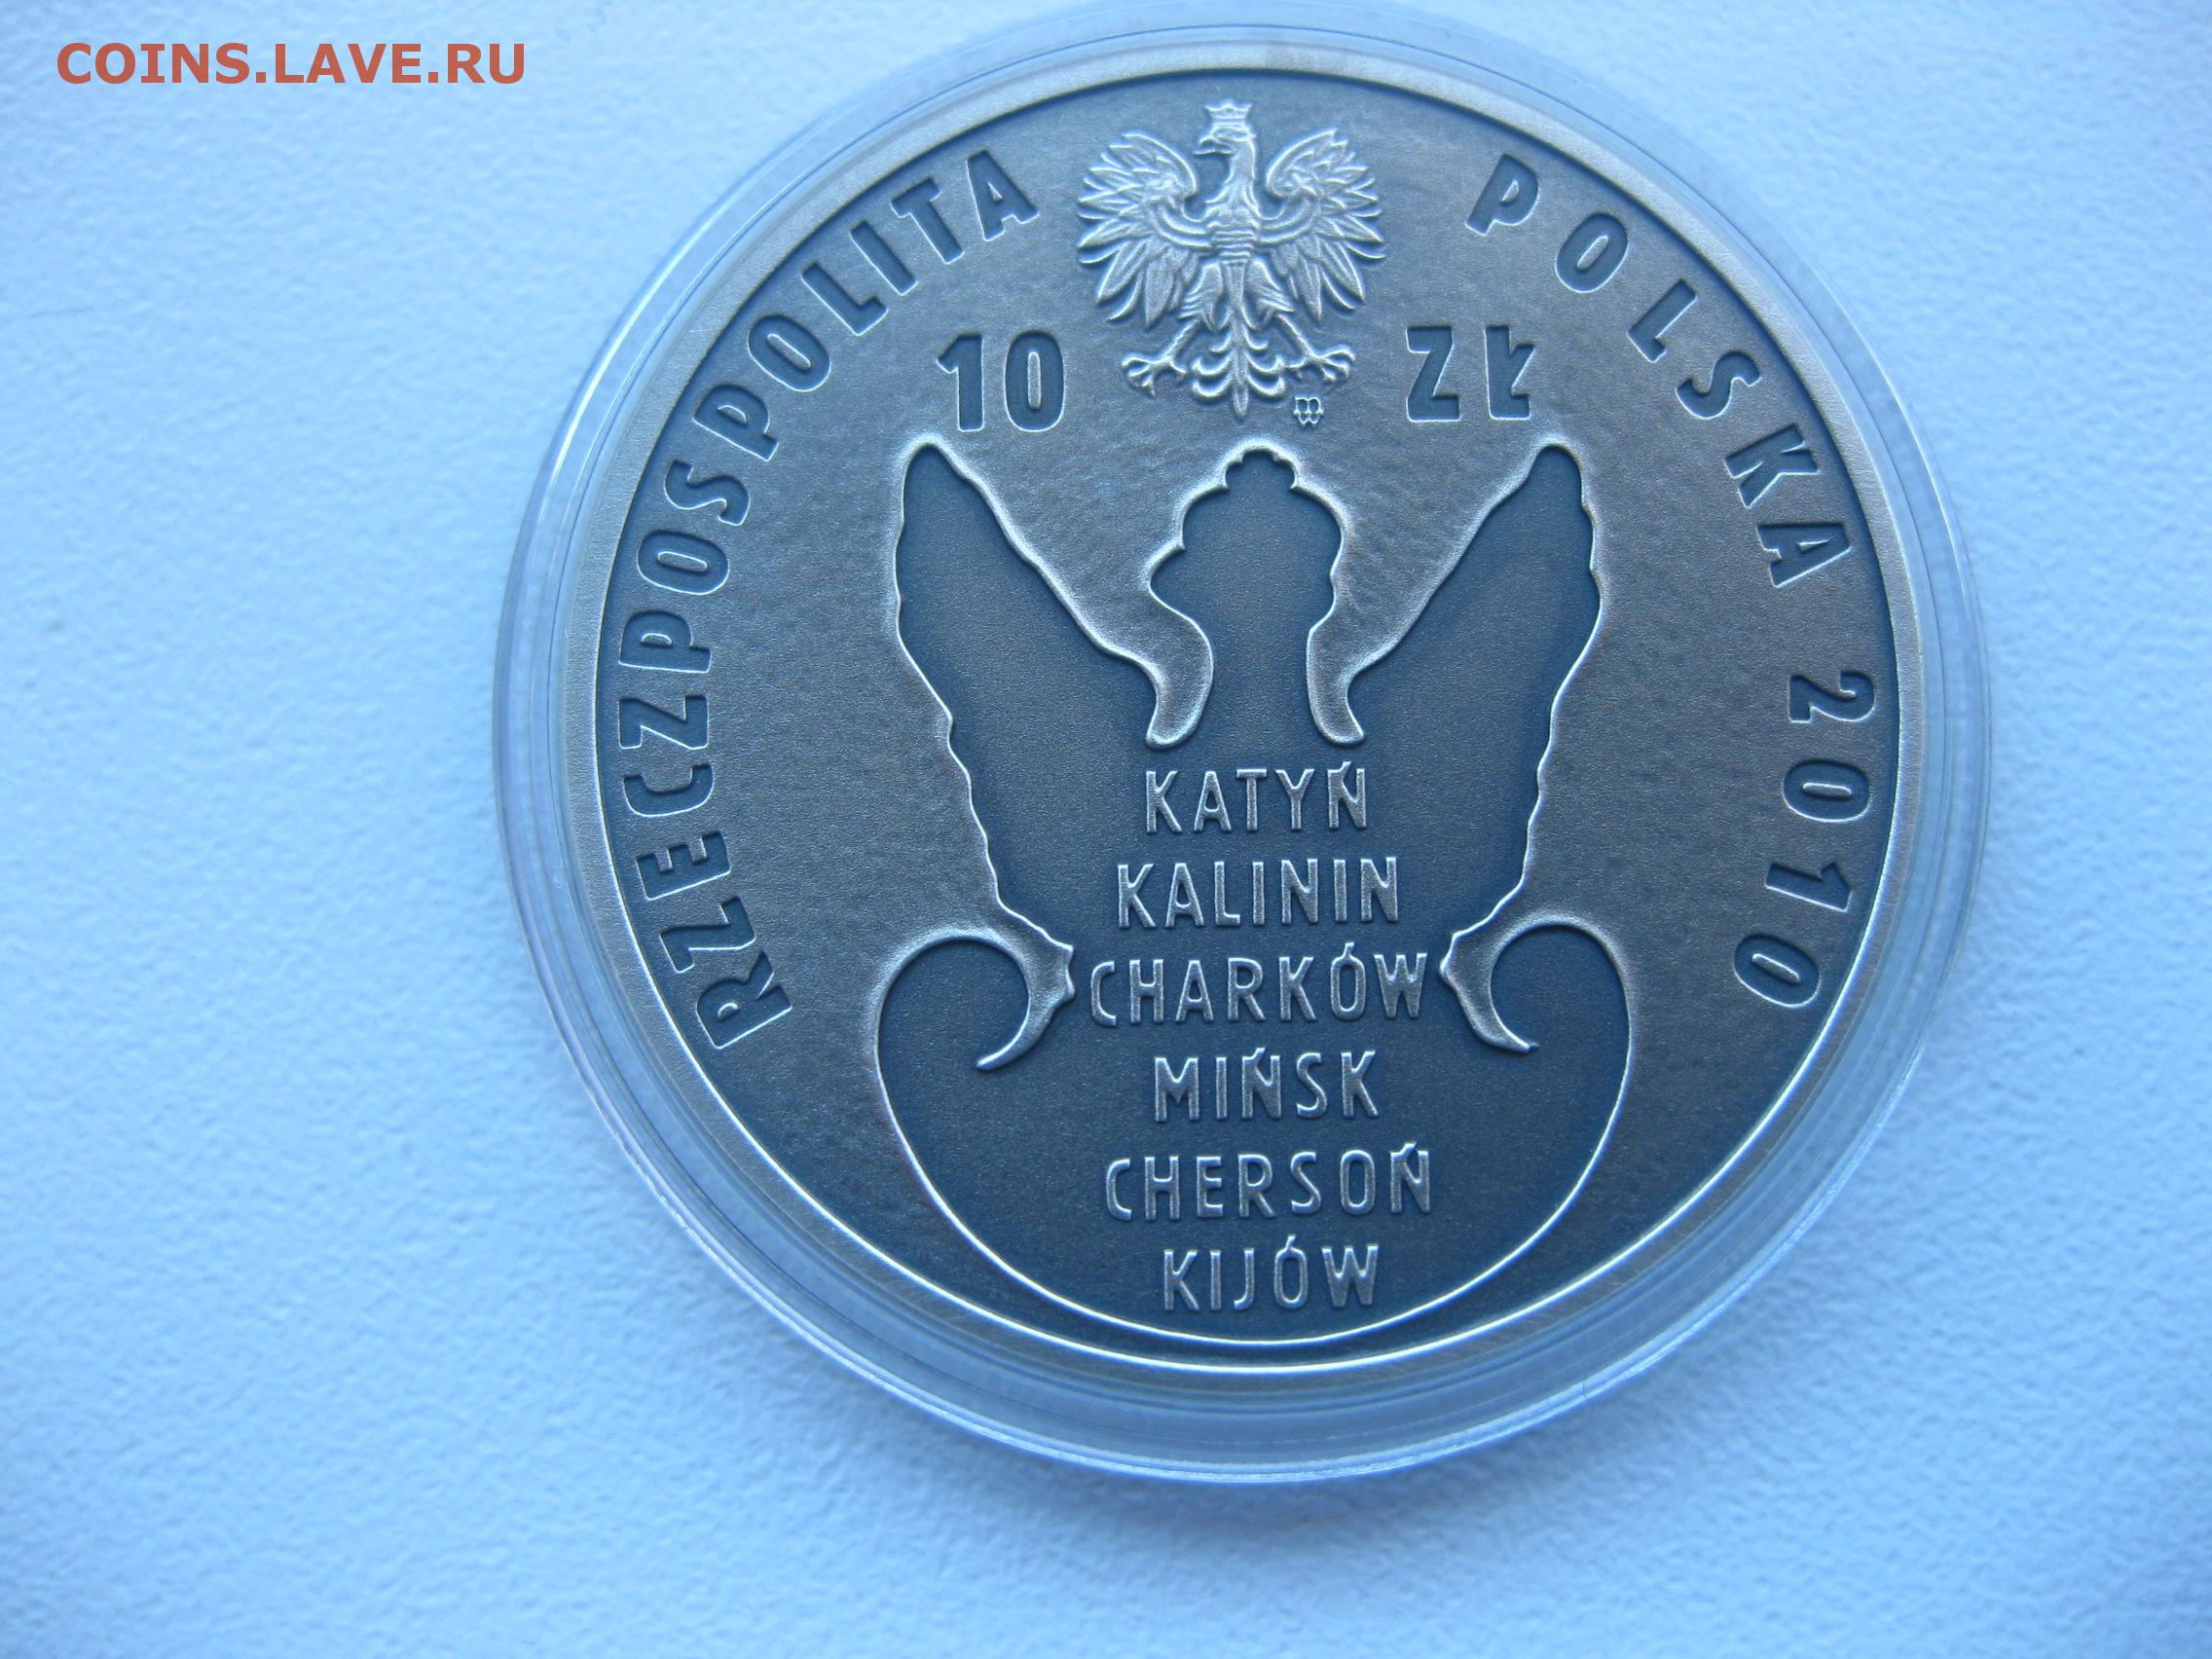 COINS.LAVE.RU
RZECZPOSPOLITA POLSKA 2010
10 ZŁ
KATYŃ
KALININ
CHARKÓW
MIŃSK
CHERSOŃ
KIJÓW